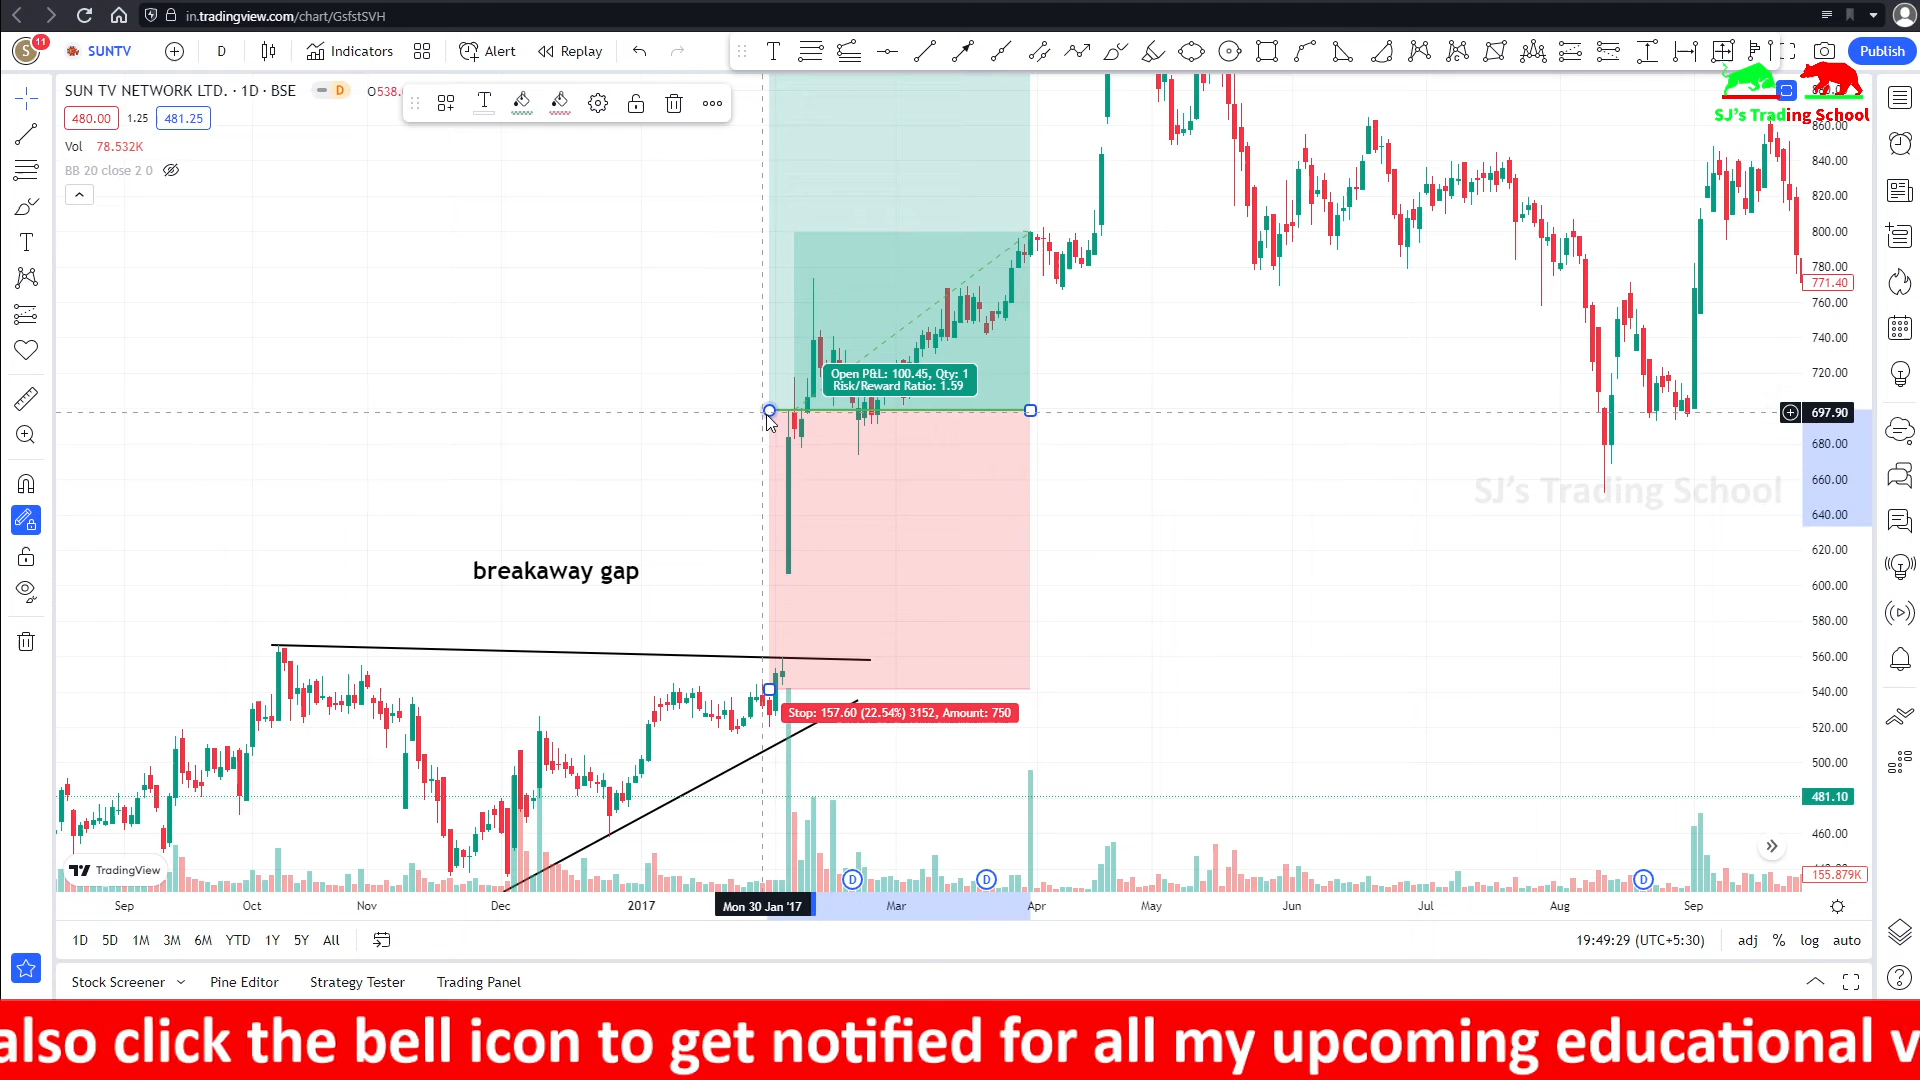 in.tradingview.com/chart/GsfstSVH
S 11 SUNTV D Indicators Alert Replay Publish
SUN TV NETWORK LTD. · 1D · BSE D O538.
480.00 1.25 481.25
Vol 78.532K
BB 20 close 2 0
SJ's Trading School
860.00
840.00
820.00
800.00
780.00
771.40
760.00
740.00
720.00
Open P&L: 100.45, Qty: 1
Risk/Reward Ratio: 1.59
697.90
680.00
660.00
SJ's Trading School
640.00
620.00
600.00
breakaway gap
580.00
560.00
540.00
Stop: 157.60 (22.54%) 3152, Amount: 750
520.00
500.00
481.10
460.00
TradingView
D D D
155.879K
Sep Oct Nov Dec 2017 Mon 30 Jan '17 Mar Apr May Jun Jul Aug Sep
1D 5D 1M 3M 6M YTD 1Y 5Y All 19:49:29 (UTC+5:30) adj % log auto
Stock Screener Pine Editor Strategy Tester Trading Panel
also click the bell icon to get notified for all my upcoming educational v